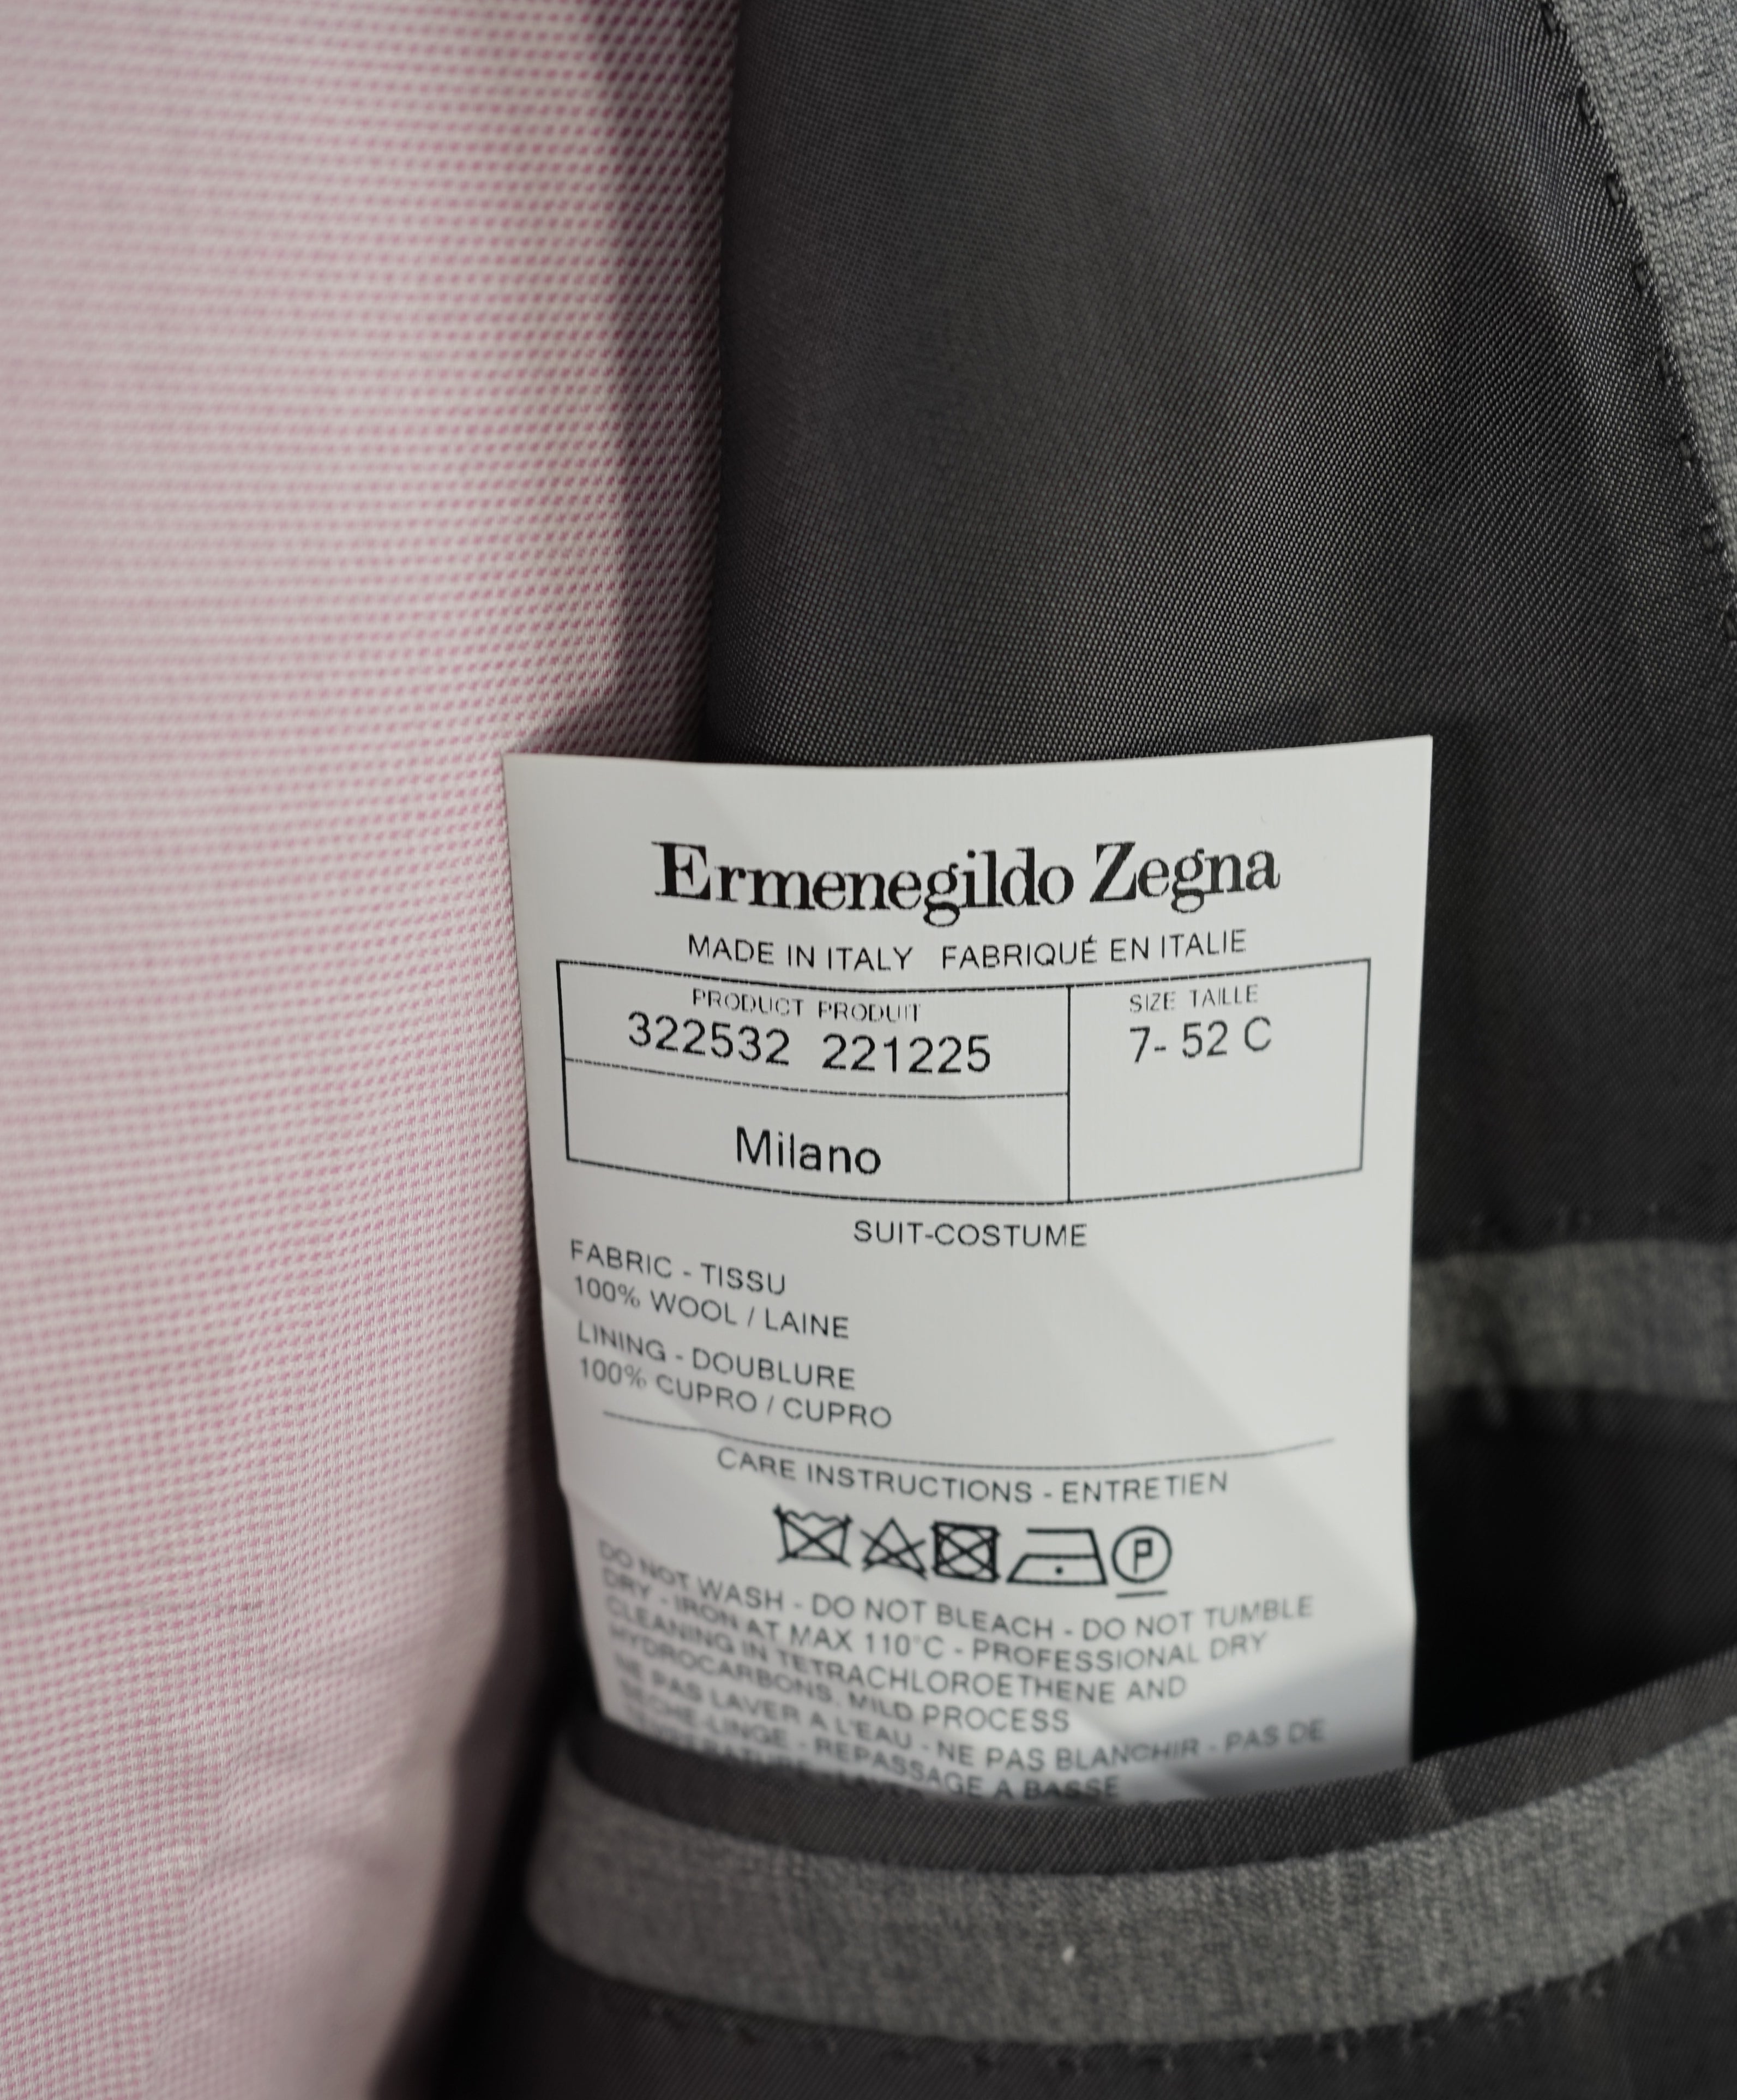 Ermenegildo Zegna
MADE IN ITALY FABRIQUÉ EN ITALIE
PRODUCT PRODUIT
322532 221225
SIZE TAILLE
7- 52 C
Milano
SUIT-COSTUME
FABRIC - TISSU
100% WOOL / LAINE
LINING - DOUBLURE
100% CUPRO / CUPRO
CARE INSTRUCTIONS - ENTRETIEN
P
DO NOT WASH - DO NOT BLEACH - DO NOT TUMBLE
DRY - IRON AT MAX 110°C - PROFESSIONAL DRY
CLEANING IN TETRACHLOROETHENE AND
HYDROCARBONS. MILD PROCESS
NE PAS LAVER A L'EAU - NE PAS BLANCHIR - PAS DE
SECHE-LINGE - REPASSAGE A BASSE